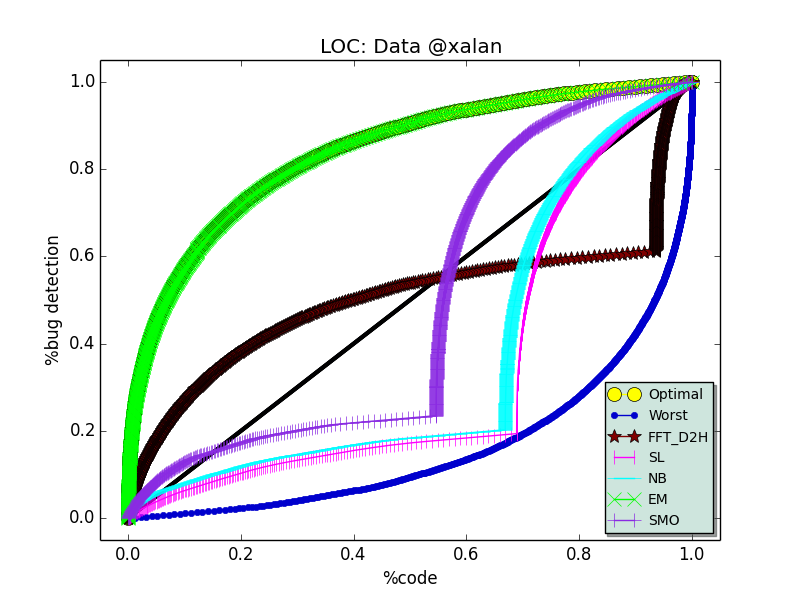 LOC: Data @xalan
1.0
0.8
0.6
0.4
0.2
0.0
%bug detection
Optimal
Worst
FFT_D2H
SL
NB
EM
SMO
0.0 0.2 0.4 0.6 0.8 1.0
%code